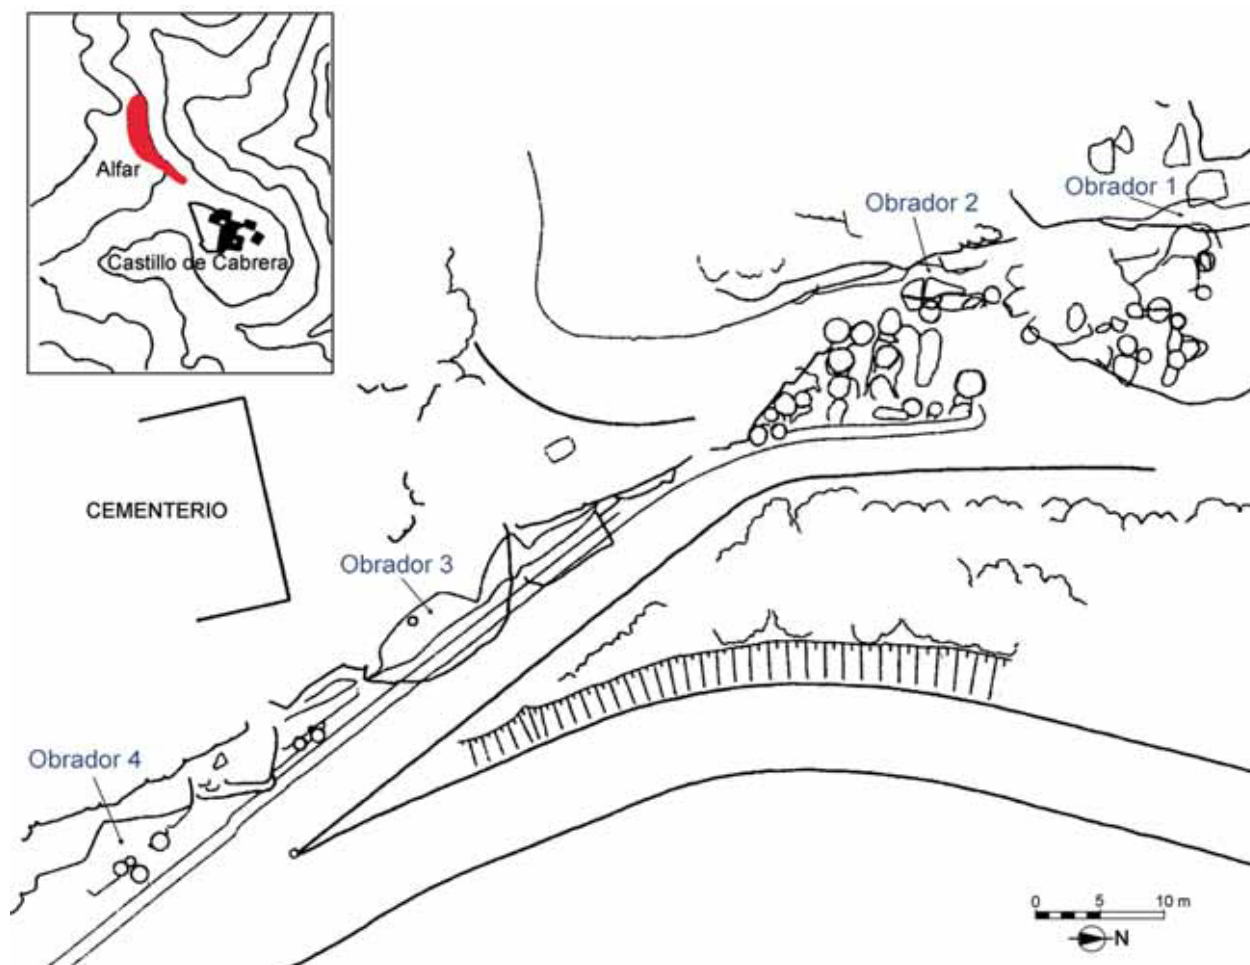 Alfar
Castillo de Cabrera
Obrador 1
Obrador 2
CEMENTERIO
Obrador 3
Obrador 4
0 5 10 m
N